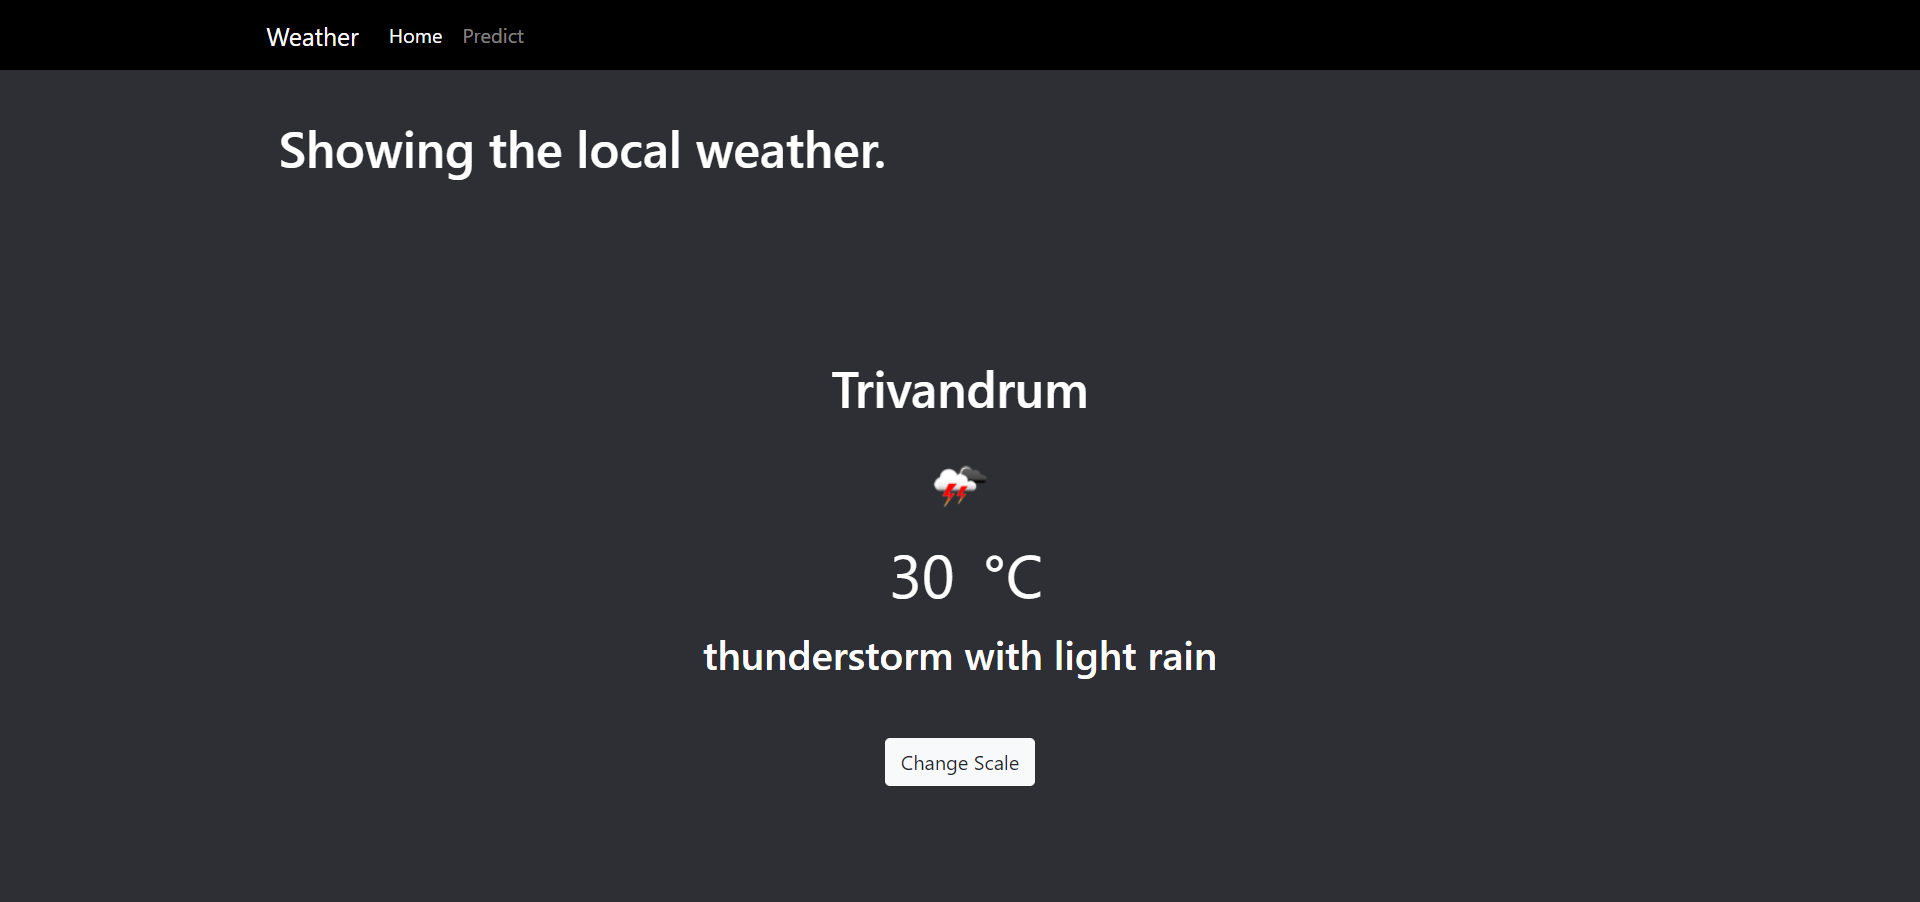 Weather Home Predict
Showing the local weather.
Trivandrum
30 °C
thunderstorm with light rain
Change Scale